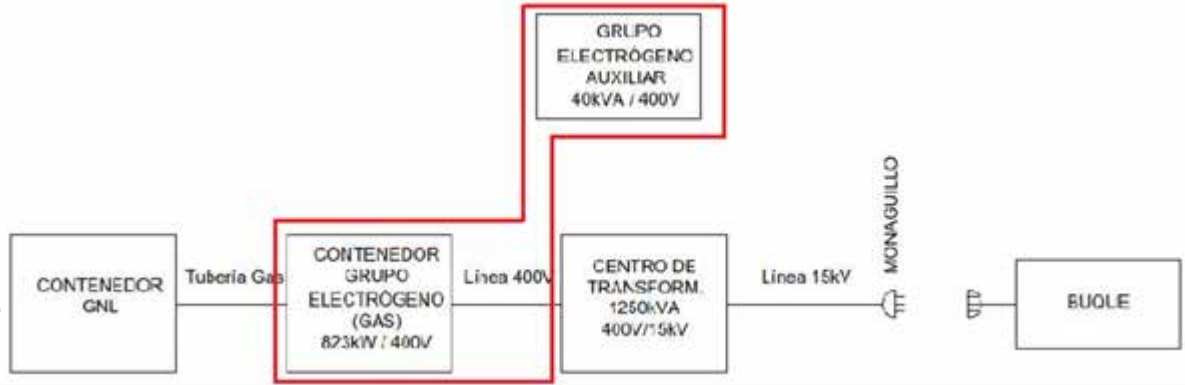 GRUPO
ELECTRÓGENO
AUXILIAR
40kVA / 400V
MONAGUILLO
CONTENEDOR
GNL
Tubería Gas
CONTENEDOR
GRUPO
ELECTRÓGENO
(GAS)
823kW / 400V
Línea 400V
CENTRO DE
TRANSFORM.
1250kVA
400V/15kV
Línea 15kV
BUQUE